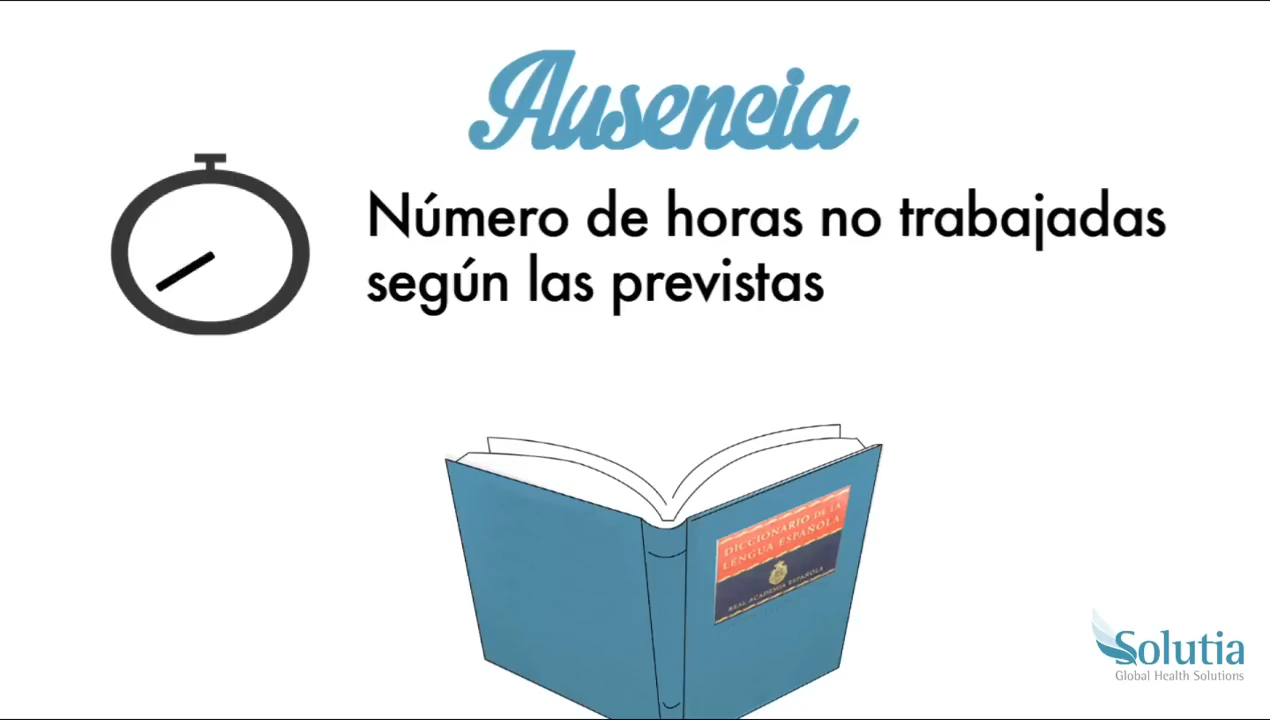 Ausencia
Número de horas no trabajadas
según las previstas
DICCIONARIO DE LA
LENGUA ESPAÑOLA
REAL ACADEMIA ESPAÑOLA
Solutia
Global Health Solutions